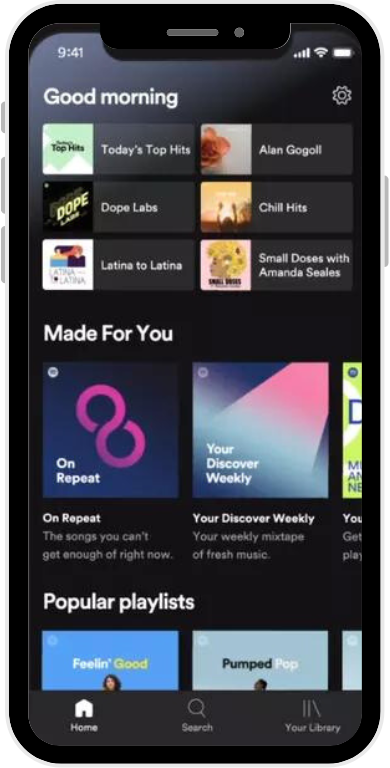 9:41
Good morning
Today's Top Hits
Today's Top Hits
Alan Gogoll
DOPE
Dope Labs
Chill Hits
LATINA TO
LATINA
Latina to Latina
SMALL DOSES
Small Doses with
Amanda Seales
Made For You
On
Repeat
Your
Discover
Weekly
On Repeat
The songs you can't
get enough of right now.
Your Discover Weekly
Your weekly mixtape
of fresh music.
Popular playlists
Feelin' Good
Pumped Pop
Home
Search
Your Library